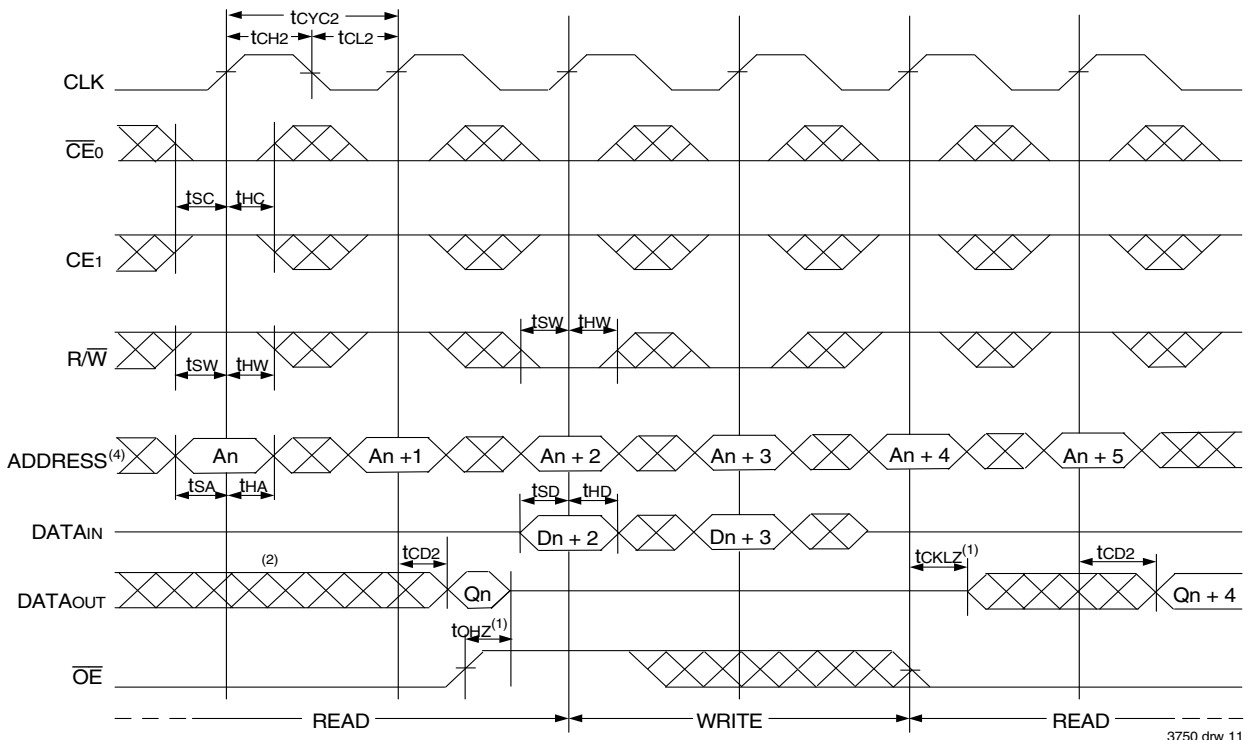 tCYC2
tCH2 tCL2
CLK
CE0
tSC tHC
CE1
tSW tHW
R/W
tSW tHW
ADDRESS(4) An An +1 An + 2 An + 3 An + 4 An + 5
tSA tHA tSD tHD
DATAIN Dn + 2 Dn + 3
(2) tCD2 tCKLZ(1) tCD2
DATAOUT Qn Qn + 4
tOHZ(1)
OE
READ WRITE READ
3750 drw 11